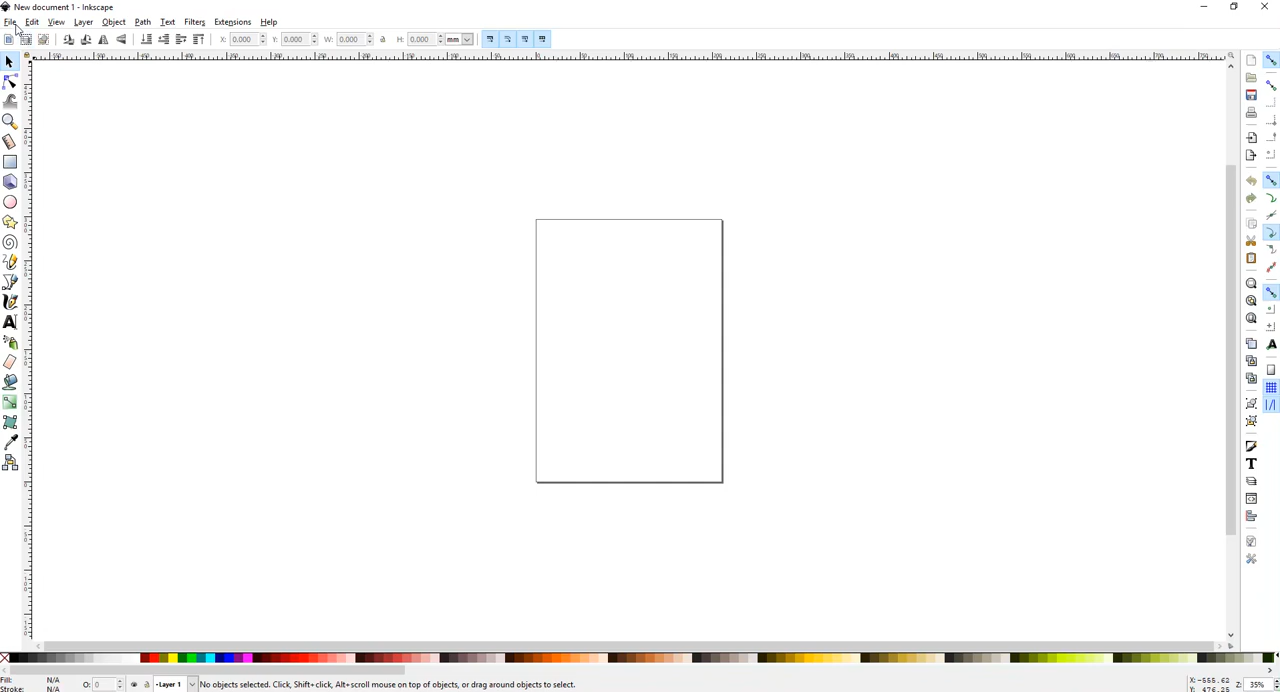 New document 1 - Inkscape
File Edit View Layer Object Path Text Filters Extensions Help
X: 0.000 Y: 0.000 W: 0.000 H: 0.000 mm
Fill: N/A
Stroke: N/A
O: 0
•Layer 1
No objects selected. Click, Shift+click, Alt+scroll mouse on top of objects, or drag around objects to select.
X: -555.62
Y: 476.25
Z: 35%